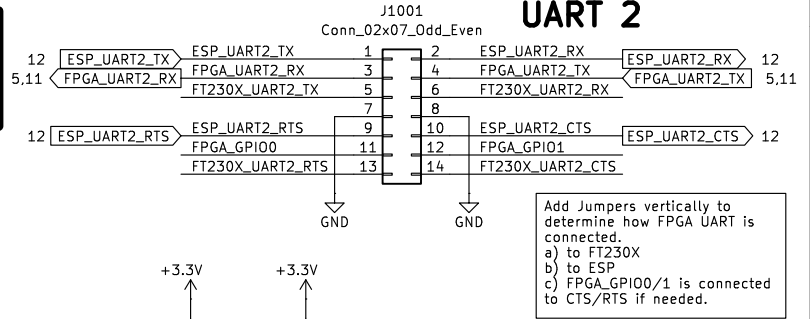 UART 2
J1001
Conn_02x07_Odd_Even
12 ESP_UART2_TX ESP_UART2_TX 1 2 ESP_UART2_RX ESP_UART2_RX 12
5,11 FPGA_UART2_RX FPGA_UART2_RX 3 4 FPGA_UART2_TX FPGA_UART2_TX 5,11
FT230X_UART2_TX 5 6 FT230X_UART2_RX
7 8
12 ESP_UART2_RTS ESP_UART2_RTS 9 10 ESP_UART2_CTS ESP_UART2_CTS 12
FPGA_GPIO0 11 12 FPGA_GPIO1
FT230X_UART2_RTS 13 14 FT230X_UART2_CTS
GND GND
Add Jumpers vertically to
determine how FPGA UART is
connected.
a) to FT230X
b) to ESP
c) FPGA_GPIO0/1 is connected
to CTS/RTS if needed.
+3.3V +3.3V